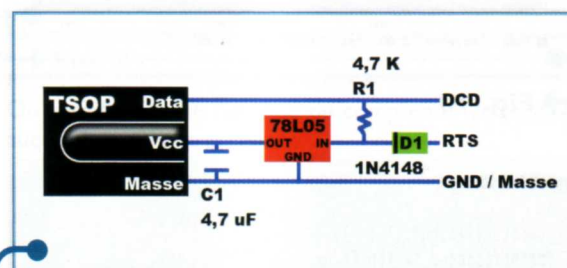 4,7 K
R1
TSOP Data DCD
78L05
Vcc OUT IN D1 RTS
GND
1N4148
Masse GND / Masse
C1
4,7 uF